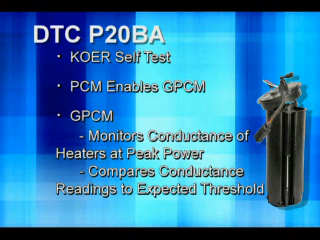 DTC P20BA
· KOER Self Test
· PCM Enables GPCM
· GPCM
- Monitors Conductance of
Heaters at Peak Power
- Compares Conductance
Readings to Expected Threshold